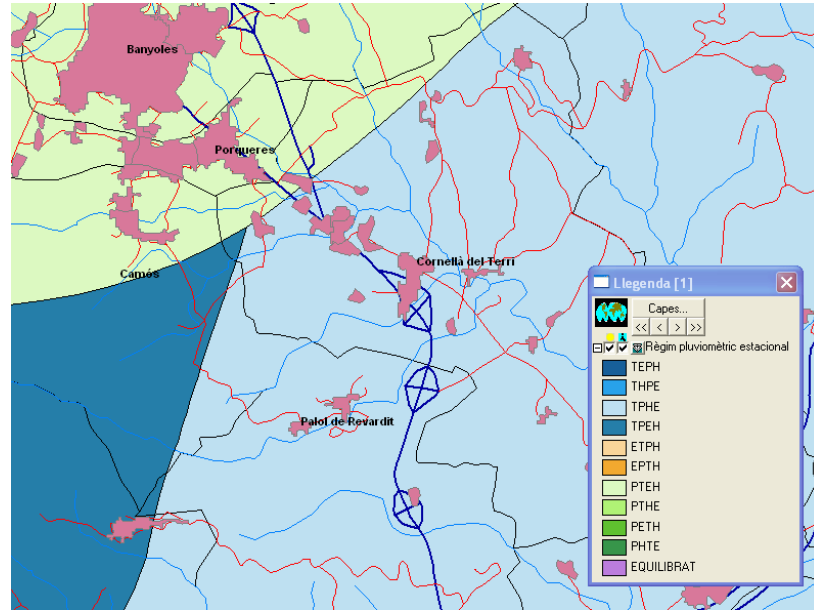 Banyoles
Porqueres
Camós
Cornellà del Terri
Palol de Revardit
Llegenda [1]
Capes...
<< < > >>
Règim pluviomètric estacional
TEPH
THPE
TPHE
TPEH
ETPH
EPTH
PTEH
PTHE
PETH
PHTE
EQUILIBRAT